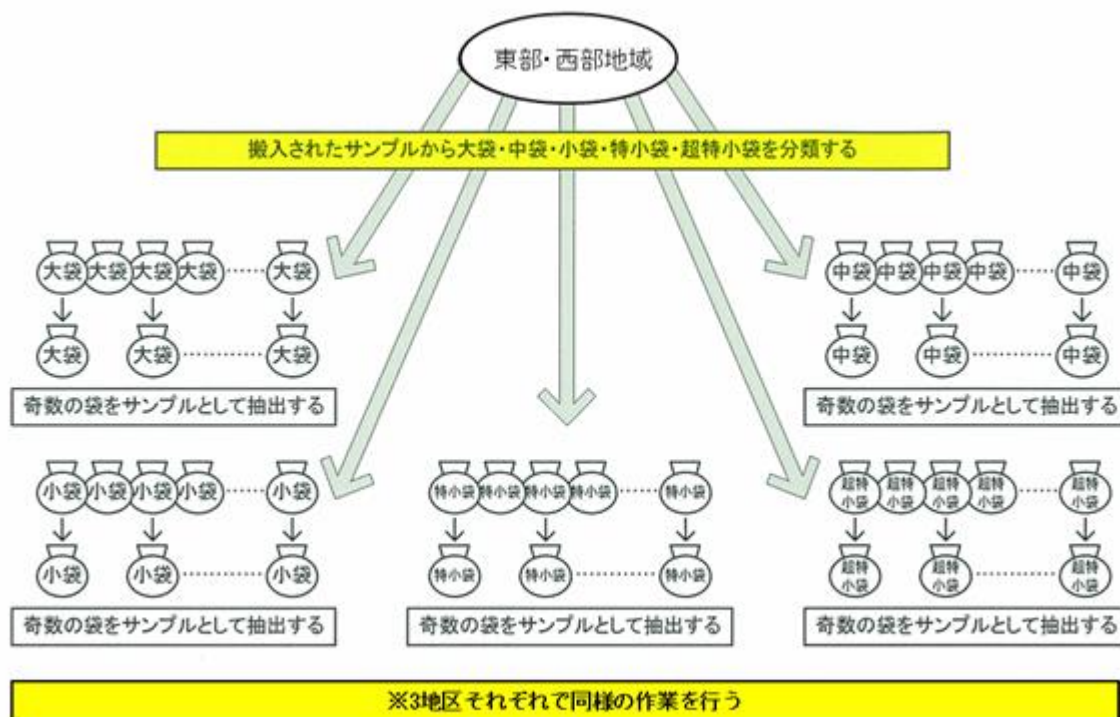 東部・西部地域
搬入されたサンプルから大袋・中袋・小袋・特小袋・超特小袋を分類する
大袋 大袋 大袋 大袋 …… 大袋
大袋 大袋 ……… 大袋
奇数の袋をサンプルとして抽出する
中袋 中袋 中袋 中袋 …… 中袋
中袋 中袋 ……… 中袋
奇数の袋をサンプルとして抽出する
小袋 小袋 小袋 小袋 …… 小袋
小袋 小袋 ……… 小袋
奇数の袋をサンプルとして抽出する
特小袋 特小袋 特小袋 特小袋 …… 特小袋
特小袋 特小袋 ……… 特小袋
奇数の袋をサンプルとして抽出する
超特 超特 超特 超特 超特
小袋 小袋 小袋 小袋 …… 小袋
超特 超特 超特
小袋 小袋 ……… 小袋
奇数の袋をサンプルとして抽出する
※3地区それぞれで同様の作業を行う